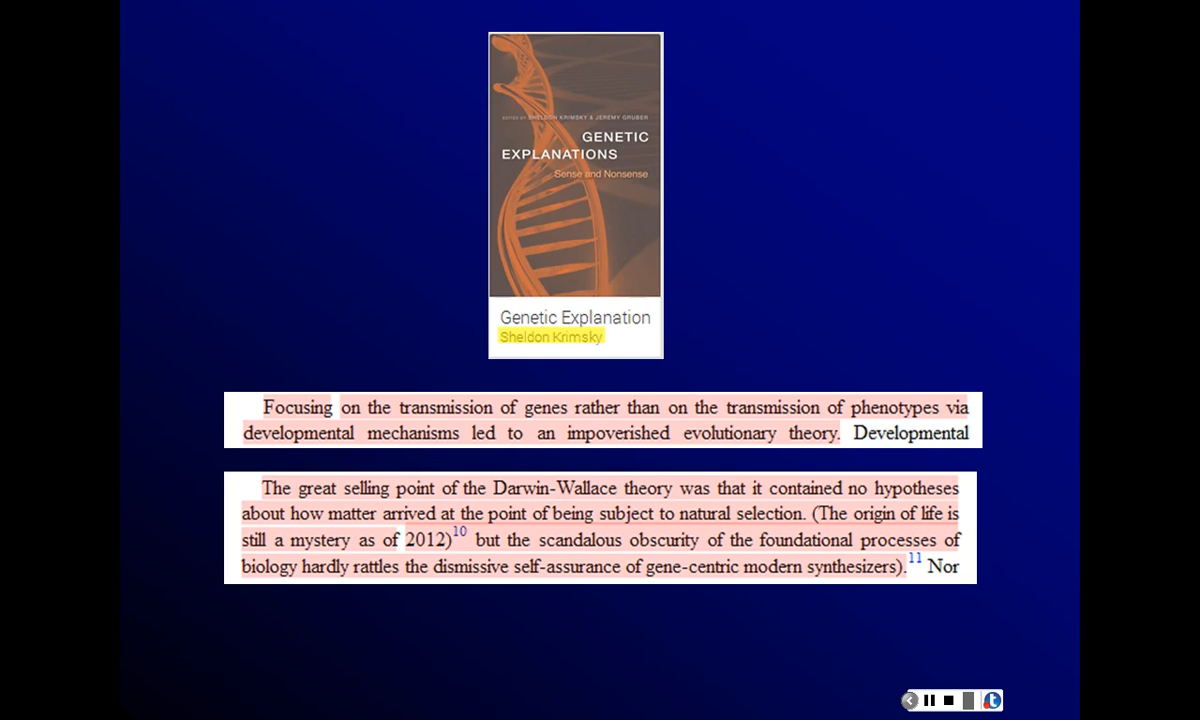 EDITED BY SHELDON KRIMSKY & JEREMY GRUBER
GENETIC
EXPLANATIONS
Sense and Nonsense
Genetic Explanation
Sheldon Krimsky
Focusing on the transmission of genes rather than on the transmission of phenotypes via
developmental mechanisms led to an impoverished evolutionary theory. Developmental
The great selling point of the Darwin-Wallace theory was that it contained no hypotheses
about how matter arrived at the point of being subject to natural selection. (The origin of life is
still a mystery as of 2012)10 but the scandalous obscurity of the foundational processes of
biology hardly rattles the dismissive self-assurance of gene-centric modern synthesizers).11 Nor